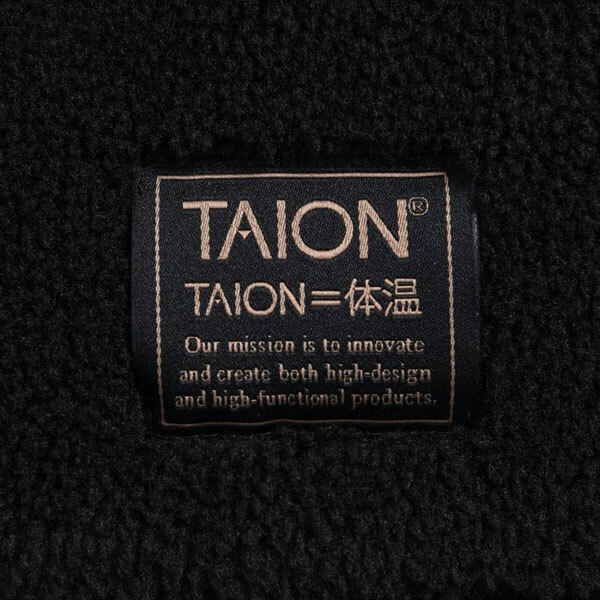 TAION®
TAION=体温
Our mission is to innovate
and create both high-design
and high-functional products.